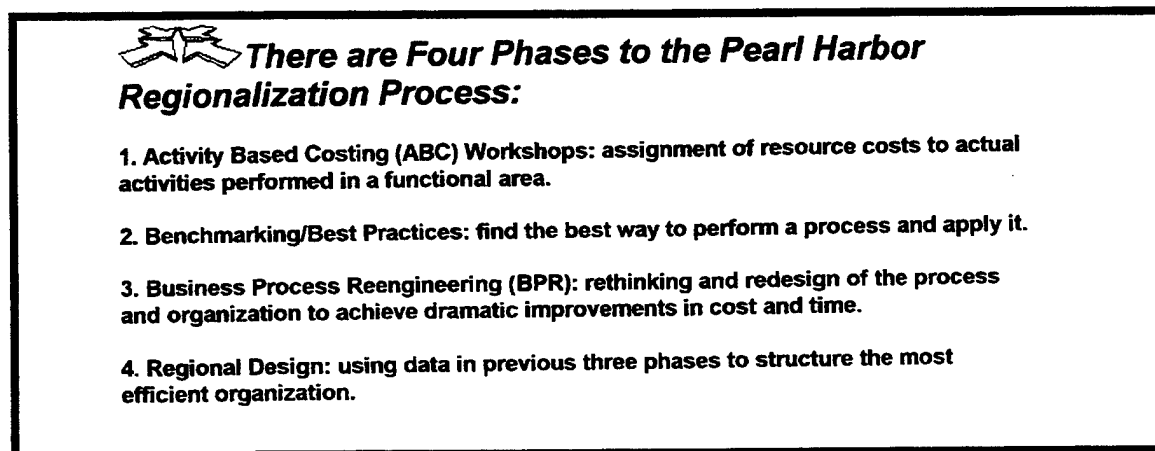 There are Four Phases to the Pearl Harbor
Regionalization Process:
1. Activity Based Costing (ABC) Workshops: assignment of resource costs to actual
activities performed in a functional area.
2. Benchmarking/Best Practices: find the best way to perform a process and apply it.
3. Business Process Reengineering (BPR): rethinking and redesign of the process
and organization to achieve dramatic improvements in cost and time.
4. Regional Design: using data in previous three phases to structure the most
efficient organization.